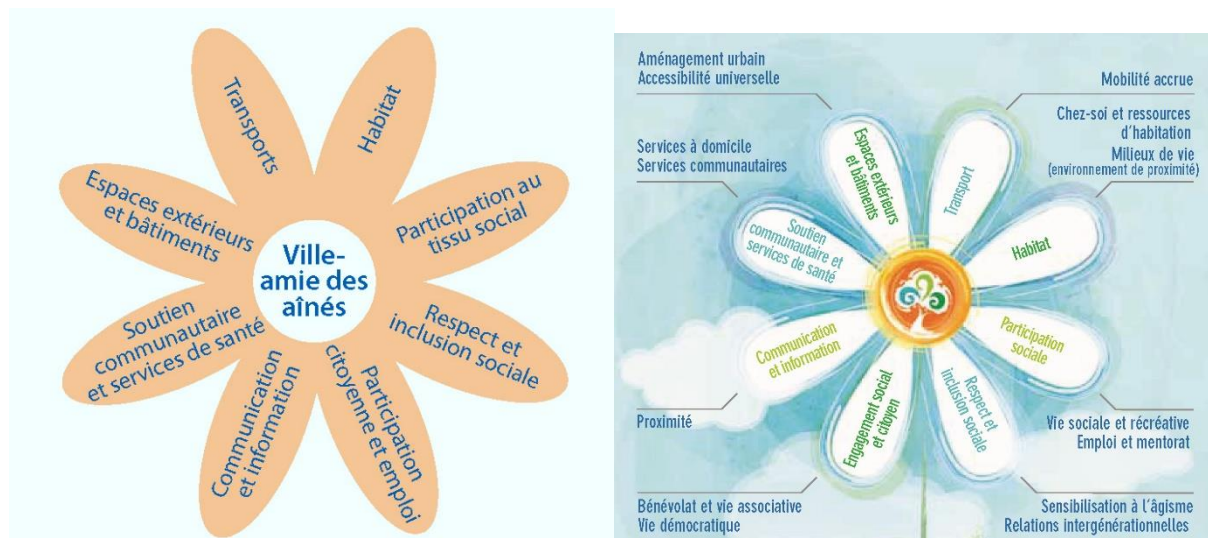 Transports
Habitat
Participation au
tissu social
Respect et
inclusion sociale
Participation
citoyenne et emploi
Communication
et information
Soutien
communautaire
et services de santé
Espaces extérieurs
et bâtiments
Ville-
amie des
aînés
Aménagement urbain
Accessibilité universelle
Services à domicile
Services communautaires
Proximité
Bénévolat et vie associative
Vie démocratique
Espaces extérieurs
et bâtiments
Transport
Habitat
Participation
sociale
Respect et
inclusion sociale
Engagement social
et citoyen
Communication
et information
Soutien
communautaire et
services de santé
Mobilité accrue
Chez-soi et ressources
d'habitation
Milieux de vie
(environnement de proximité)
Vie sociale et récréative
Emploi et mentorat
Sensibilisation à l'âgisme
Relations intergénérationnelles